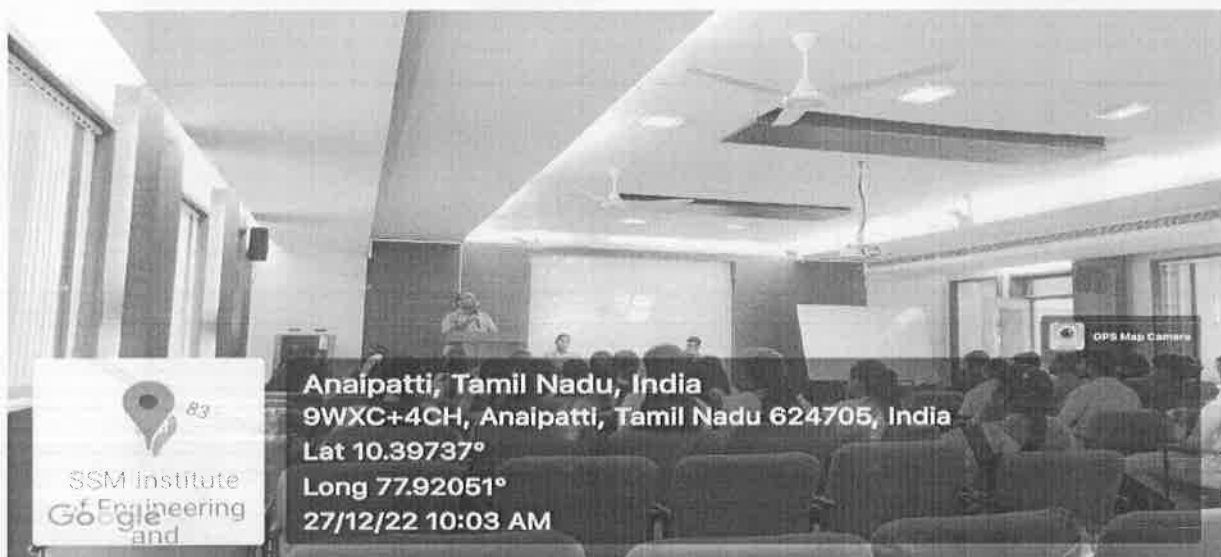 GPS Map Camera
Anaipatti, Tamil Nadu, India
9WXC+4CH, Anaipatti, Tamil Nadu 624705, India
Lat 10.39737°
Long 77.92051°
27/12/22 10:03 AM
83
SSM Institute
of Engineering
and
Google